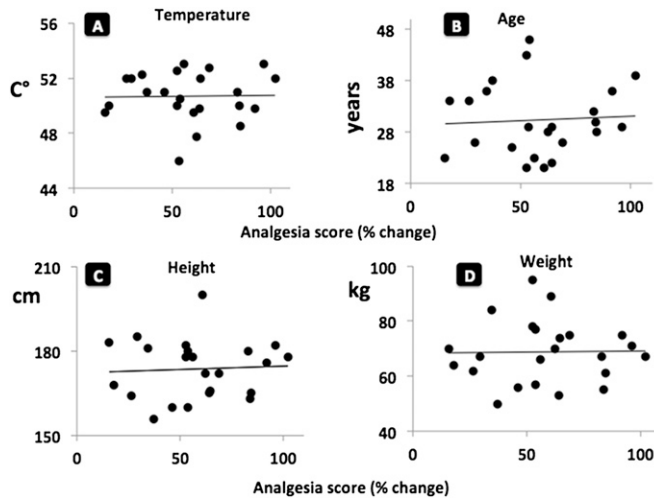 A Temperature
56
52
C°
48
44
0 50 100
B Age
48
38
years
28
18
0 50 100
Analgesia score (% change)
C Height
210
cm
180
150
0 50 100
D Weight
100
kg
80
60
40
0 50 100
Analgesia score (% change)